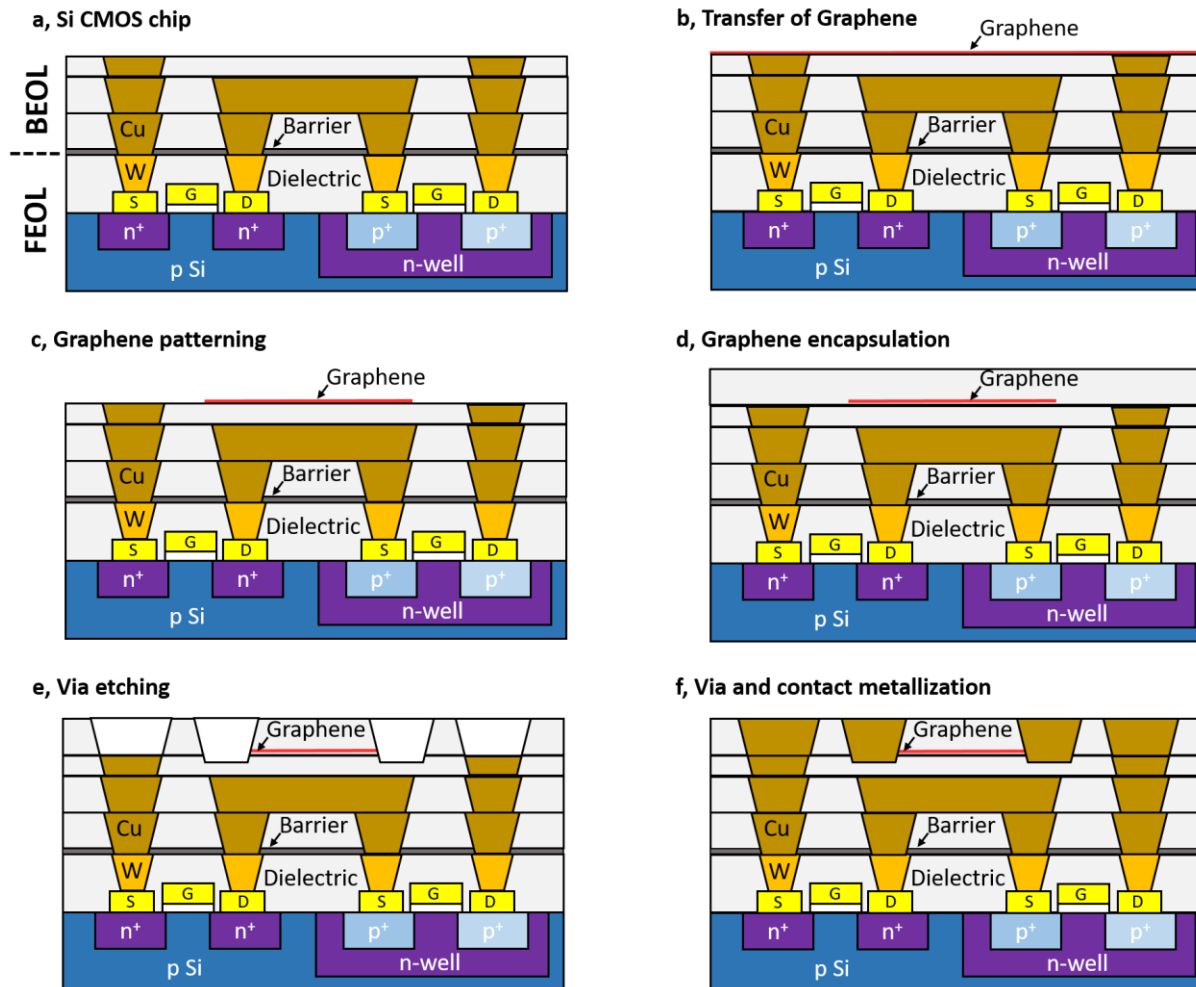 a, Si CMOS chip
BEOL
FEOL
Cu
Barrier
W
Dielectric
S
G
D
S
G
D
n+
n+
p+
p+
p Si
n-well
b, Transfer of Graphene
Graphene
Cu
Barrier
W
Dielectric
S
G
D
S
G
D
n+
n+
p+
p+
p Si
n-well
c, Graphene patterning
Graphene
Cu
Barrier
W
Dielectric
S
G
D
S
G
D
n+
n+
p+
p+
p Si
n-well
d, Graphene encapsulation
Graphene
Cu
Barrier
W
Dielectric
S
G
D
S
G
D
n+
n+
p+
p+
p Si
n-well
e, Via etching
Graphene
Cu
Barrier
W
Dielectric
S
G
D
S
G
D
n+
n+
p+
p+
p Si
n-well
f, Via and contact metallization
Graphene
Cu
Barrier
W
Dielectric
S
G
D
S
G
D
n+
n+
p+
p+
p Si
n-well